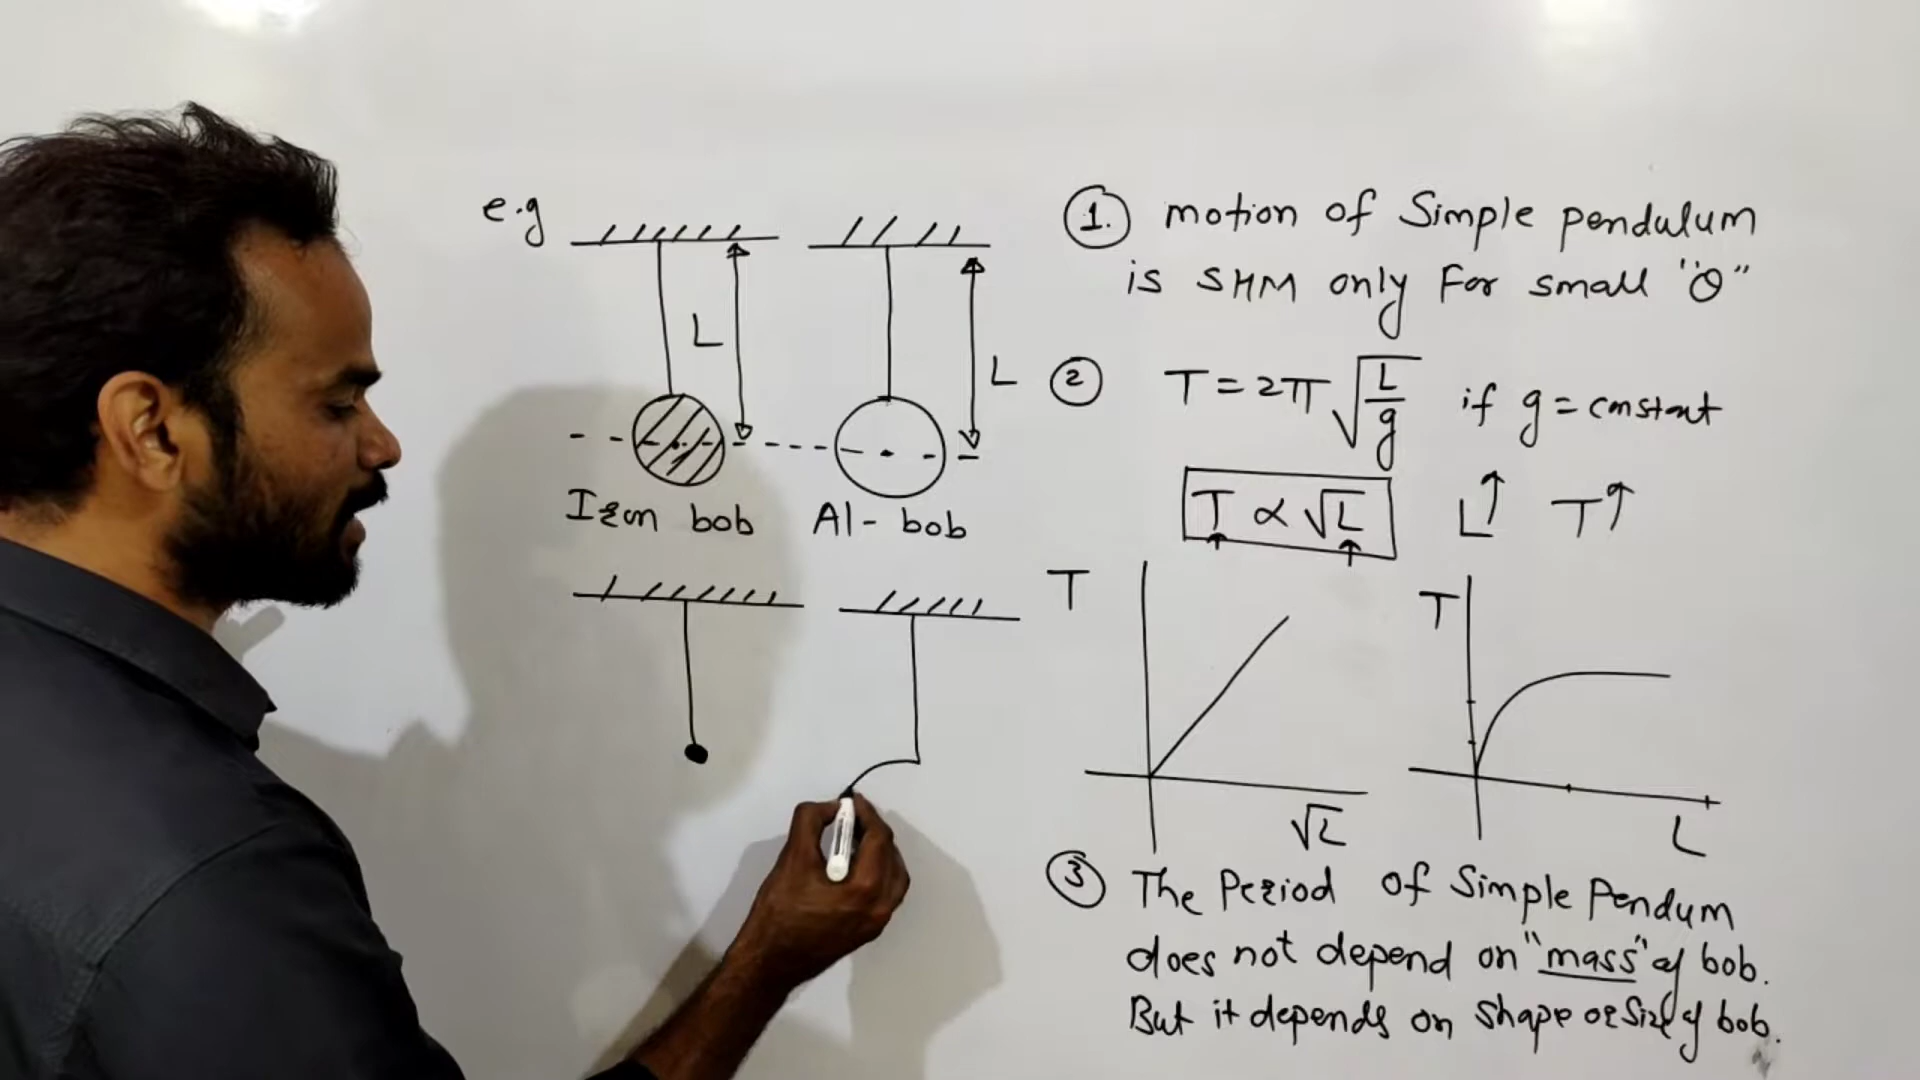 e.g
L
L
Iron bob
Al - bob
1. motion of Simple pendulum
is SHM only For small "θ"
2 T = 2π √L/g if g = constant
T ∝ √L L↑ T↑
T
√L
T
L
3 The Period of Simple Pendum
does not depend on "mass" of bob.
But it depends on shape or size of bob.